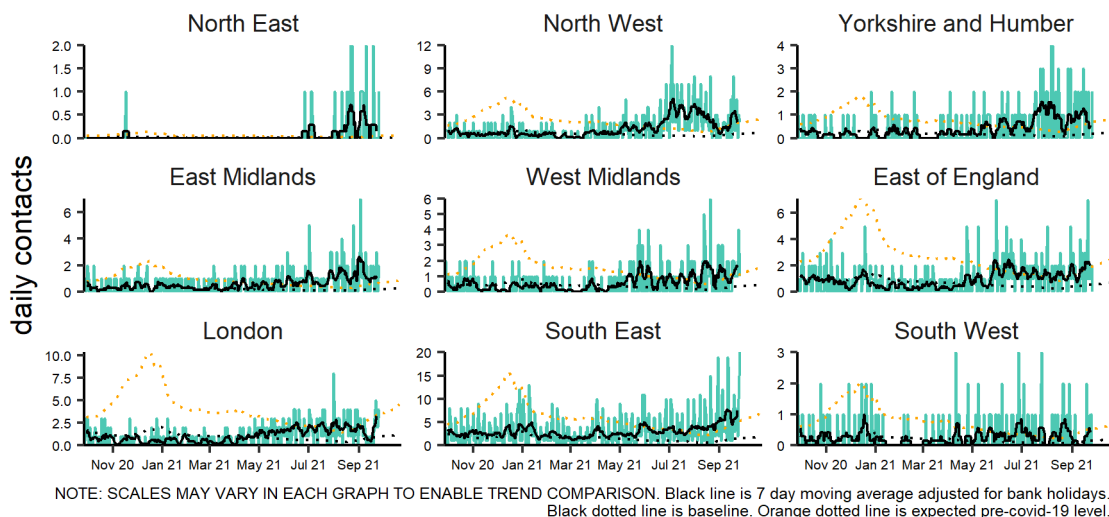 North East
North West
Yorkshire and Humber
2.0
1.5
1.0
0.5
0.0
12
9
6
3
0
4
3
2
1
0
East Midlands
West Midlands
East of England
6
4
2
0
6
5
4
3
2
1
0
6
4
2
0
London
South East
South West
10.0
7.5
5.0
2.5
0.0
20
15
10
5
0
3
2
1
0
Nov 20 Jan 21 Mar 21 May 21 Jul 21 Sep 21
Nov 20 Jan 21 Mar 21 May 21 Jul 21 Sep 21
Nov 20 Jan 21 Mar 21 May 21 Jul 21 Sep 21
daily contacts
NOTE: SCALES MAY VARY IN EACH GRAPH TO ENABLE TREND COMPARISON. Black line is 7 day moving average adjusted for bank holidays.
Black dotted line is baseline. Orange dotted line is expected pre-covid-19 level.